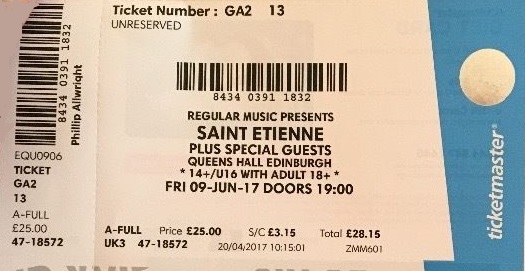 Ticket Number : GA2 13
UNRESERVED
8434 0391 1832
REGULAR MUSIC PRESENTS
SAINT ETIENNE
PLUS SPECIAL GUESTS
QUEENS HALL EDINBURGH
* 14+/U16 WITH ADULT 18+ *
FRI 09-JUN-17 DOORS 19:00
A-FULL Price £25.00 S/C £3.15 Total £28.15
UK3 47-18572 20/04/2017 10:15:01 ZMM601
8434 0391 1832
Phillip Allwright
EQU0906
TICKET
GA2
13
A-FULL
£25.00
47-18572
ticketmaster®